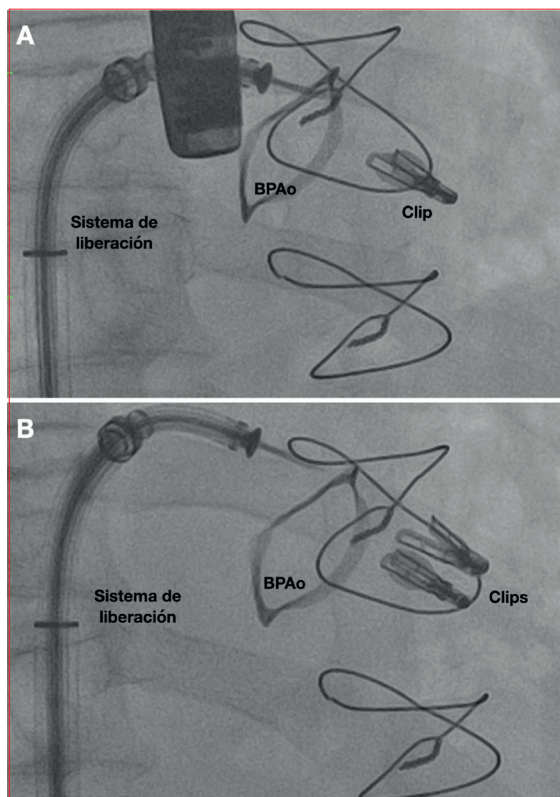 A
BPAo
Clip
Sistema de
liberación
B
BPAo
Sistema de
liberación
Clips